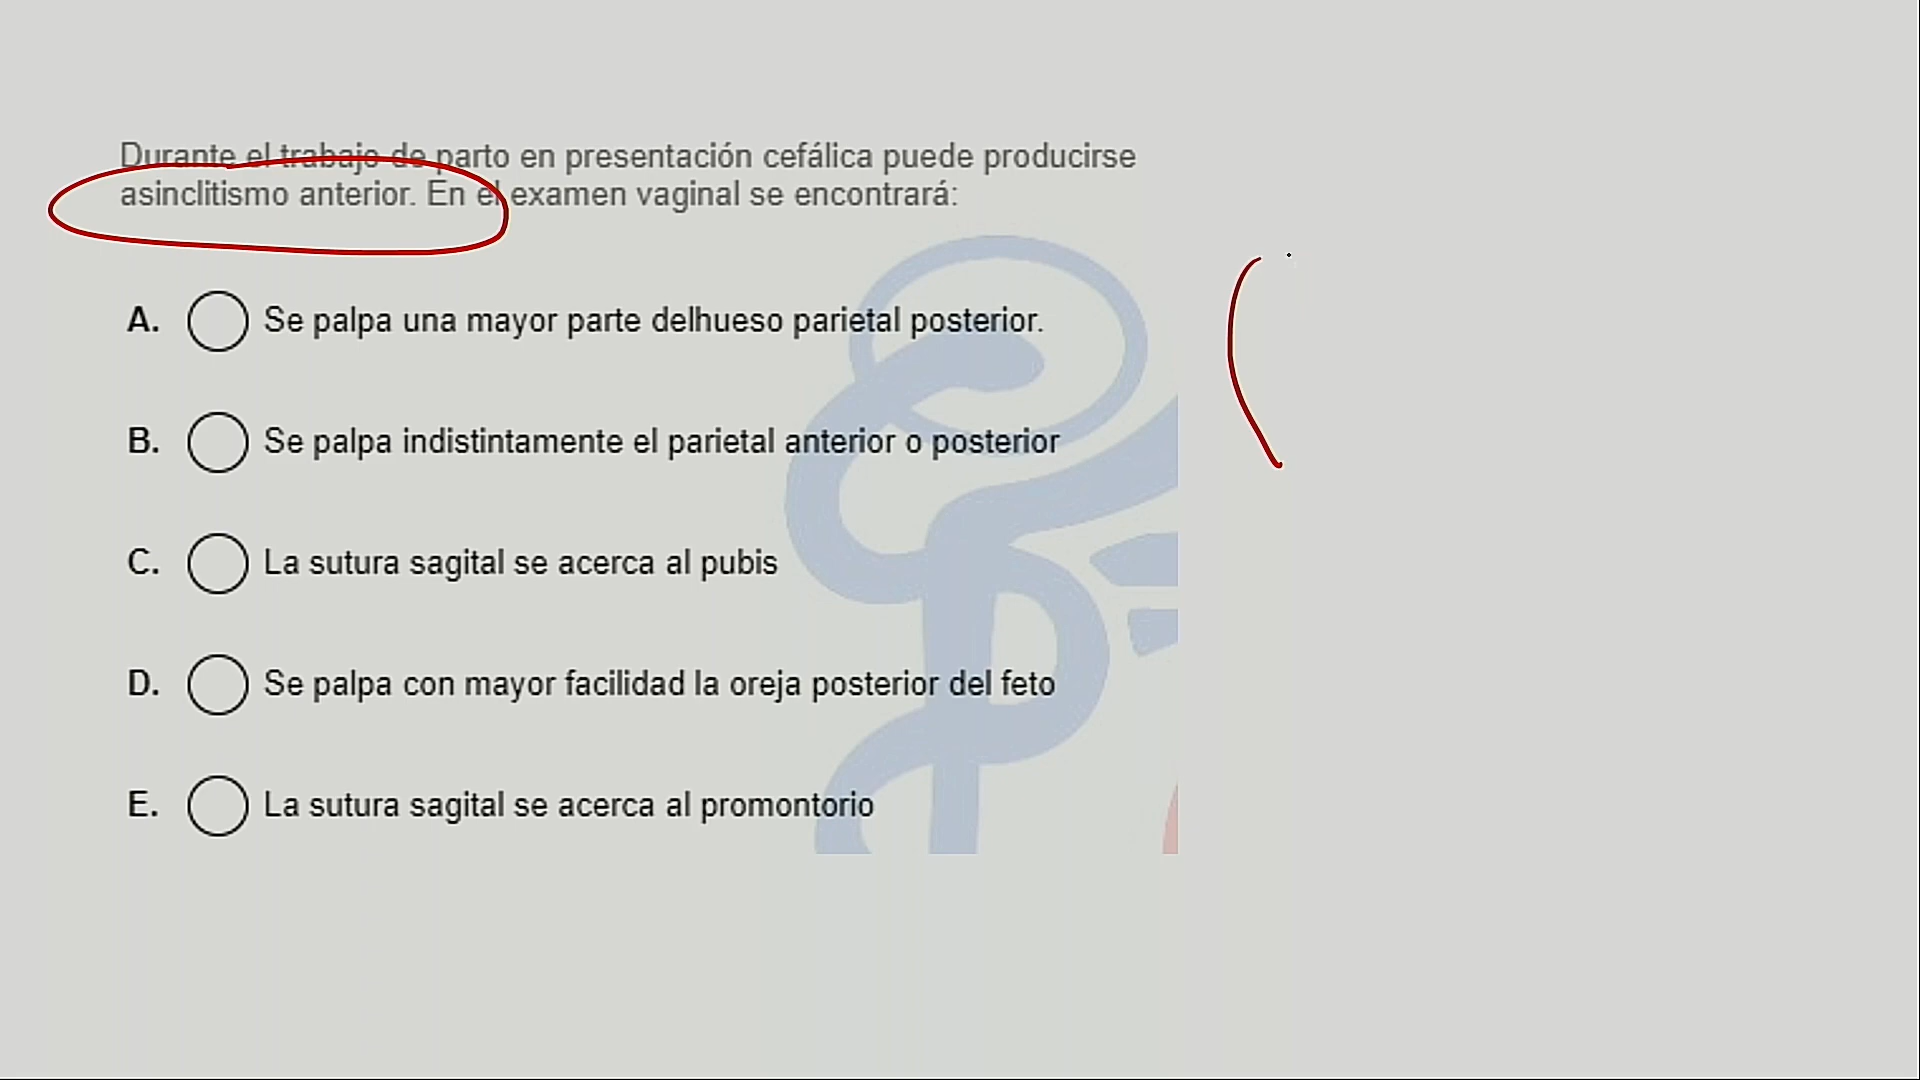 Durante el trabajo de parto en presentación cefálica puede producirse
asinclitismo anterior. En el examen vaginal se encontrará:
A. Se palpa una mayor parte delhueso parietal posterior.
B. Se palpa indistintamente el parietal anterior o posterior
C. La sutura sagital se acerca al pubis
D. Se palpa con mayor facilidad la oreja posterior del feto
E. La sutura sagital se acerca al promontorio